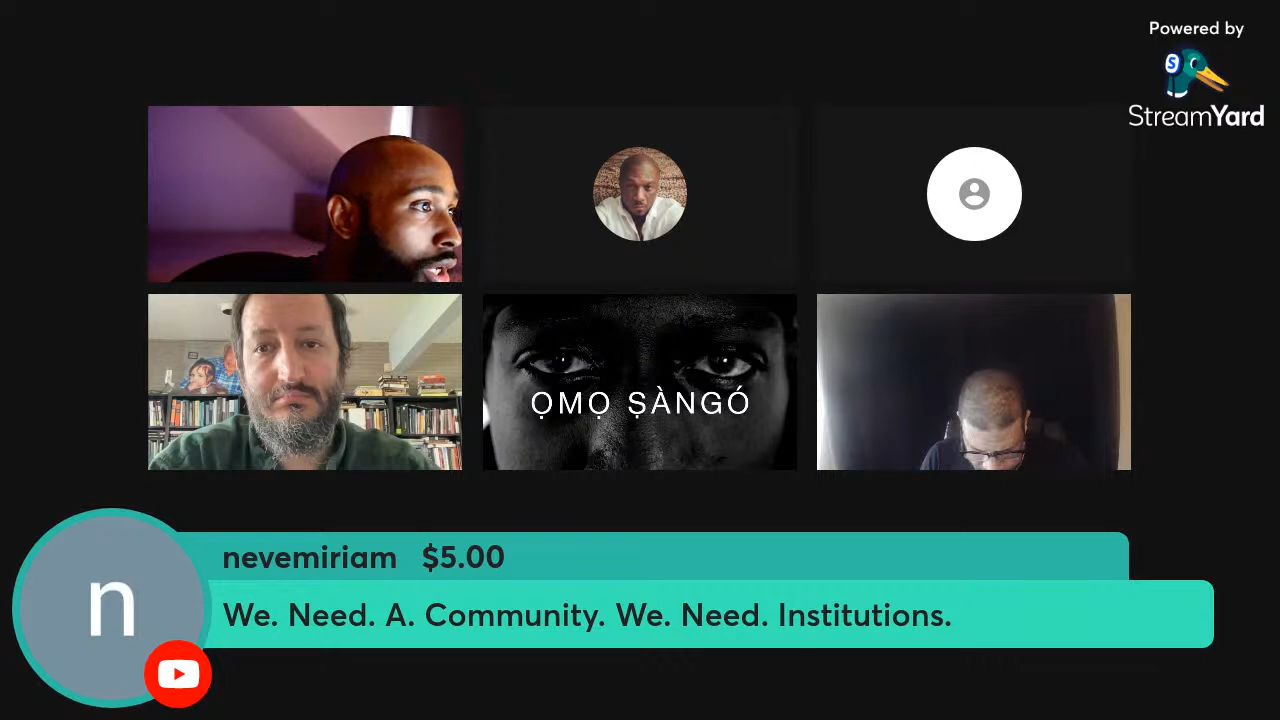 Powered by
S
StreamYard
ỌMỌ ṢÀNGÓ
n
nevemiriam $5.00
We. Need. A. Community. We. Need. Institutions.